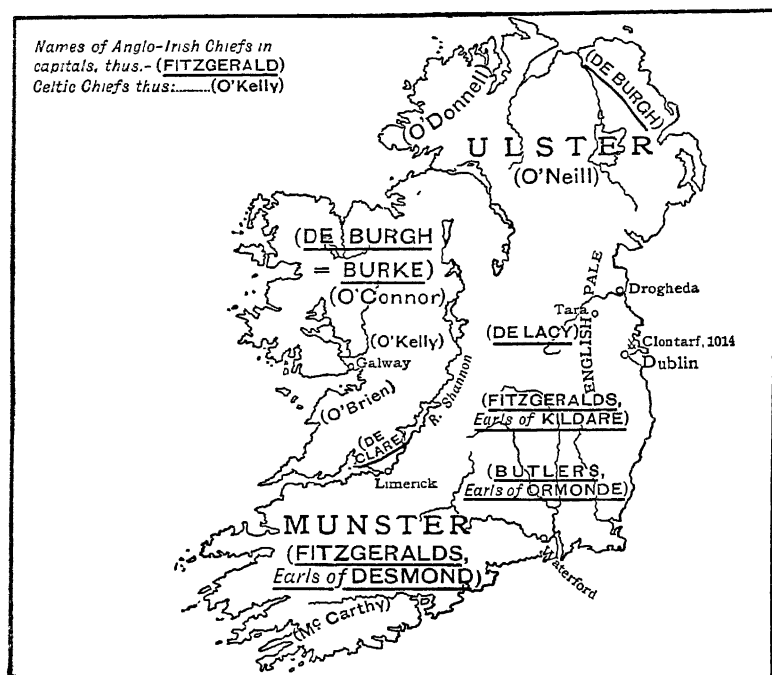 Names of Anglo-Irish Chiefs in
capitals, thus.- (FITZGERALD)
Celtic Chiefs thus:........(O'Kelly)
(O'Donnell)
(DE BURGH)
ULSTER
(O'Neill)
(DE BURGH
= BURKE)
(O'Connor)
ENGLISH PALE
Drogheda
Tara
(DE LACY)
Clontarf, 1014
Dublin
(O'Kelly)
Galway
R. Shannon
(O'Brien)
(FITZGERALDS,
Earls of KILDARE)
(DE
CLARE)
Limerick
(BUTLERS,
Earls of ORMONDE)
MUNSTER
(FITZGERALDS,
Earls of DESMOND)
Waterford
(McCarthy)